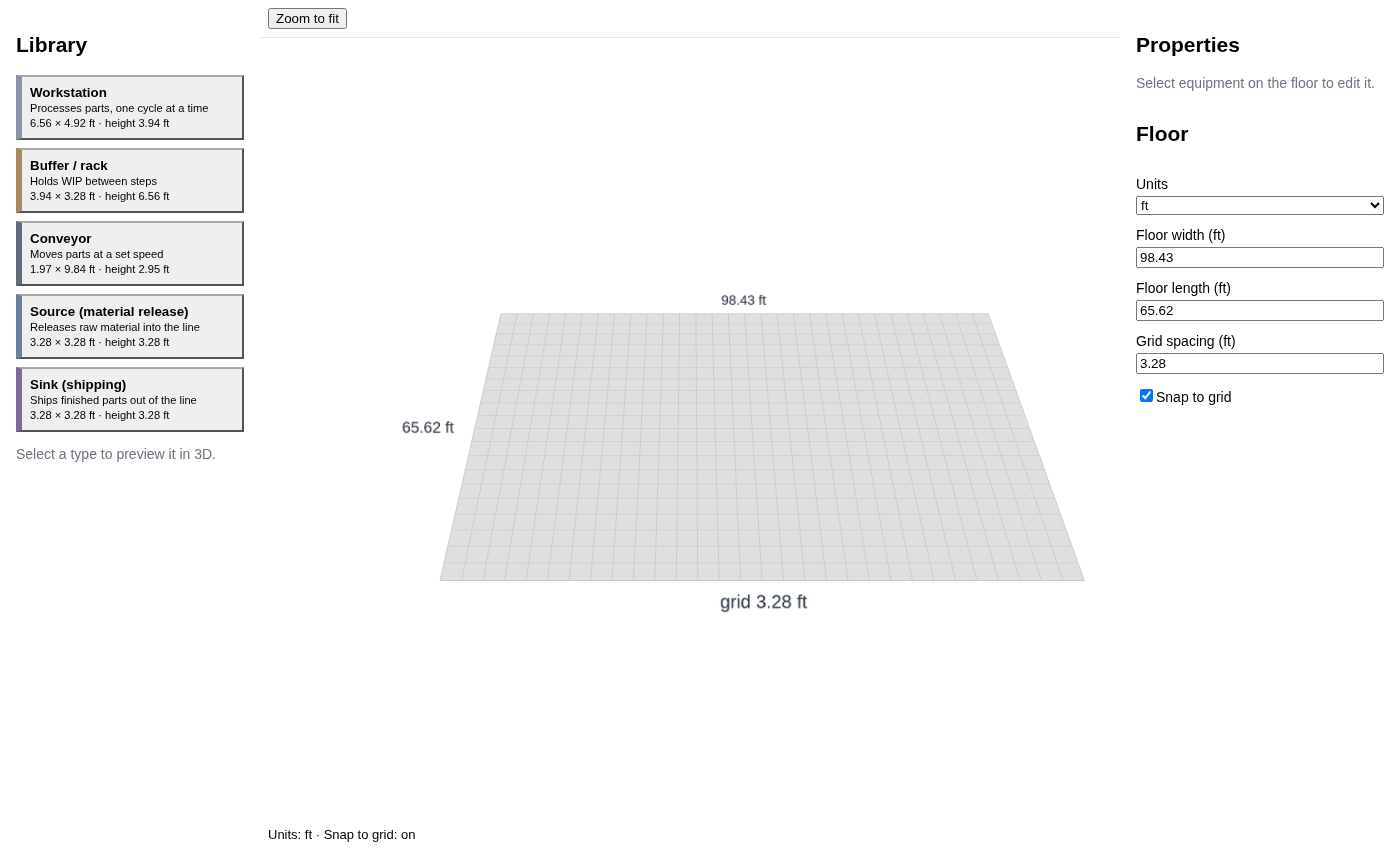 Library
Workstation
Processes parts, one cycle at a time
6.56 × 4.92 ft · height 3.94 ft
Buffer / rack
Holds WIP between steps
3.94 × 3.28 ft · height 6.56 ft
Conveyor
Moves parts at a set speed
1.97 × 9.84 ft · height 2.95 ft
Source (material release)
Releases raw material into the line
3.28 × 3.28 ft · height 3.28 ft
Sink (shipping)
Ships finished parts out of the line
3.28 × 3.28 ft · height 3.28 ft
Select a type to preview it in 3D.
Zoom to fit
98.43 ft
65.62 ft
grid 3.28 ft
Units: ft · Snap to grid: on
Properties
Select equipment on the floor to edit it.
Floor
Units
ft
Floor width (ft)
98.43
Floor length (ft)
65.62
Grid spacing (ft)
3.28
Snap to grid